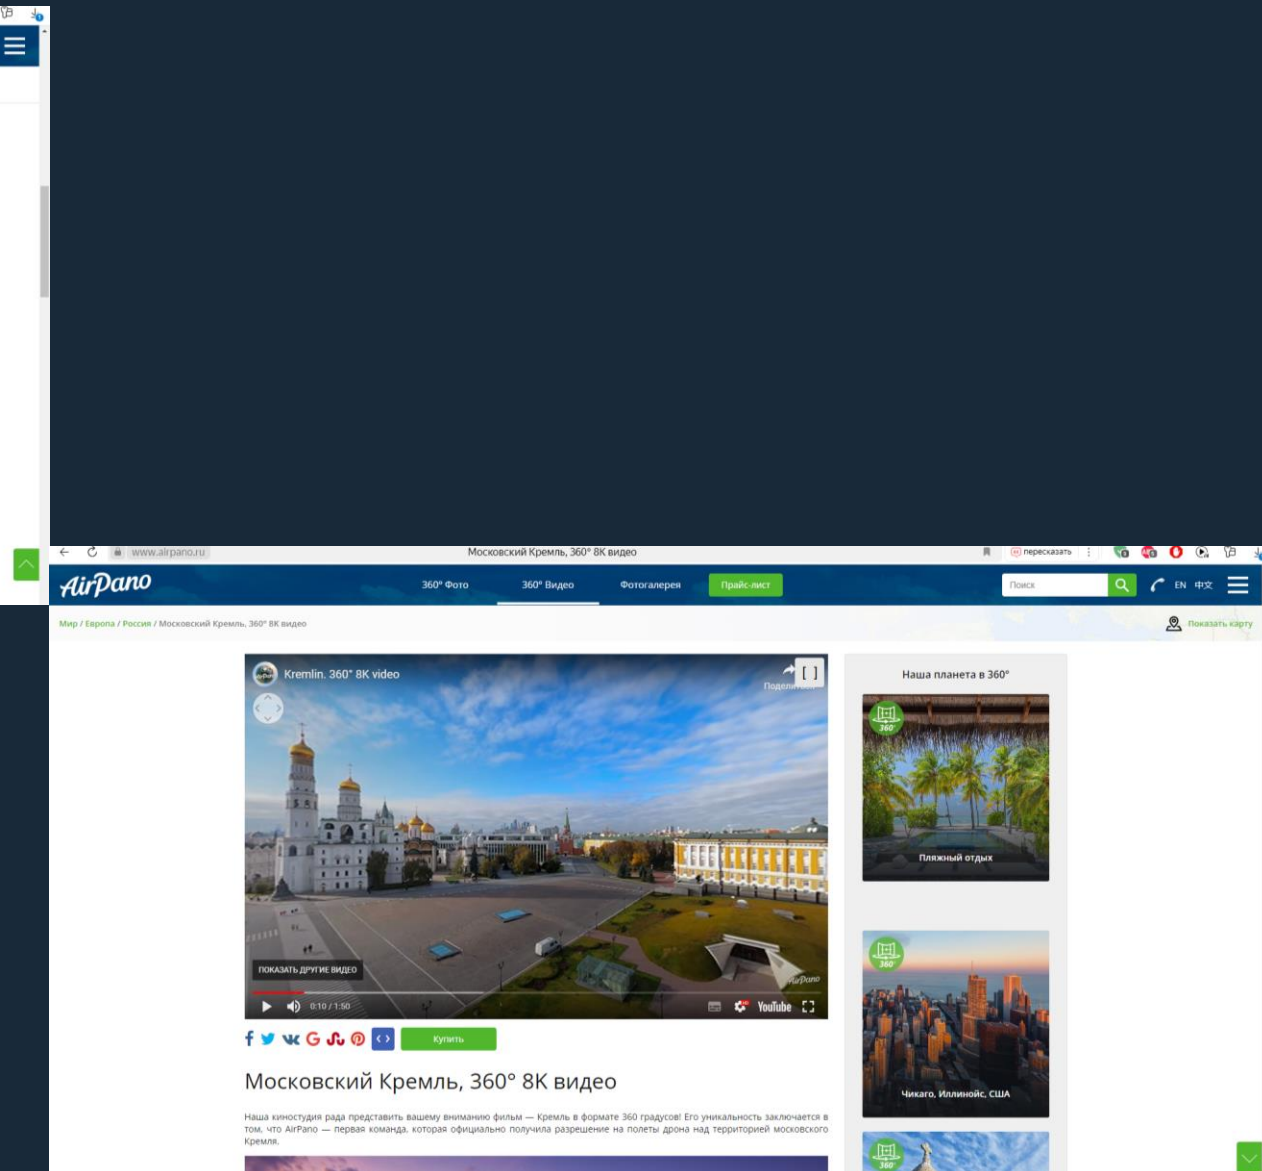 www.airpano.ru
Московский Кремль, 360° 8K видео
пересказать
AirPano
360° Фото
360° Видео
Фотогалерея
Прайс-лист
Поиск
EN
中文
Мир / Европа / Россия / Московский Кремль, 360° 8K видео
Показать карту
Kremlin. 360° 8K video
Поделиться
ПОКАЗАТЬ ДРУГИЕ ВИДЕО
AirPano
0:10 / 1:50
YouTube
Купить
Московский Кремль, 360° 8K видео
Наша киностудия рада представить вашему вниманию фильм — Кремль в формате 360 градусов! Его уникальность заключается в
том, что AirPano — первая команда, которая официально получила разрешение на полеты дрона над территорией московского
Кремля.
Наша планета в 360°
360°
Пляжный отдых
360°
Чикаго, Иллинойс, США
360°